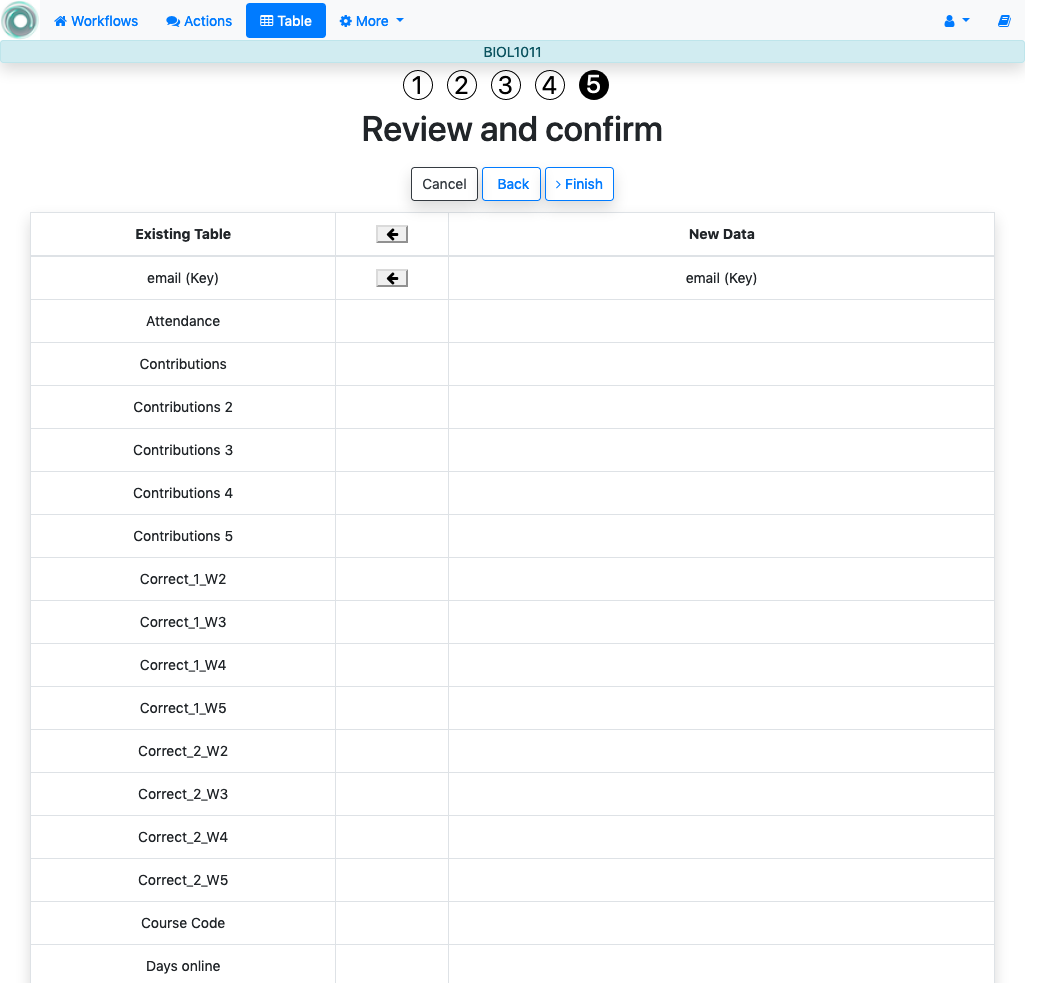 Workflows Actions Table More
BIOL1011
1 2 3 4 5
Review and confirm
Cancel Back Finish
Existing Table New Data
email (Key) email (Key)
Attendance
Contributions
Contributions 2
Contributions 3
Contributions 4
Contributions 5
Correct_1_W2
Correct_1_W3
Correct_1_W4
Correct_1_W5
Correct_2_W2
Correct_2_W3
Correct_2_W4
Correct_2_W5
Course Code
Days online